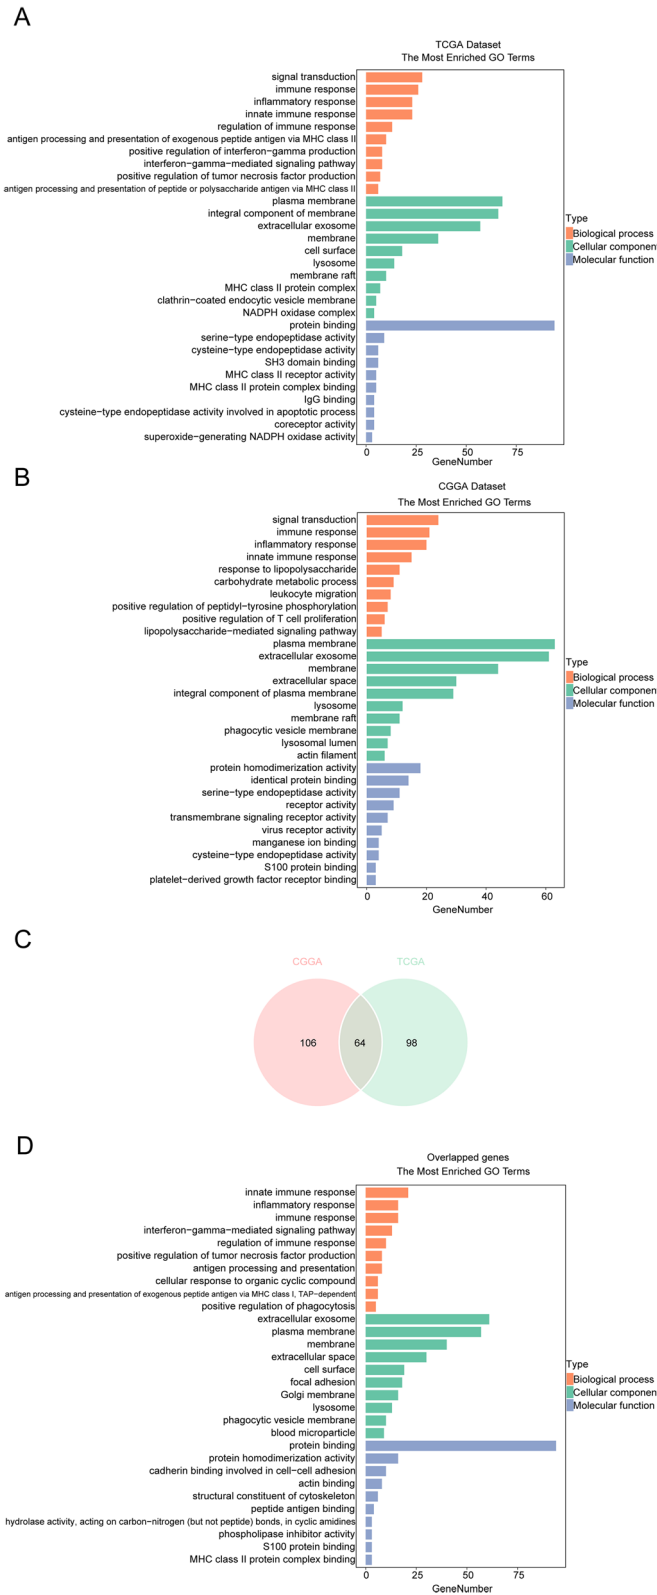 A
TCGA Dataset
The Most Enriched GO Terms
signal transduction
immune response
inflammatory response
innate immune response
regulation of immune response
antigen processing and presentation of exogenous peptide antigen via MHC class II
positive regulation of interferon−gamma production
interferon−gamma−mediated signaling pathway
positive regulation of tumor necrosis factor production
antigen processing and presentation of peptide or polysaccharide antigen via MHC class II
plasma membrane
integral component of membrane
extracellular exosome
membrane
cell surface
lysosome
membrane raft
MHC class II protein complex
clathrin−coated endocytic vesicle membrane
NADPH oxidase complex
protein binding
serine−type endopeptidase activity
cysteine−type endopeptidase activity
SH3 domain binding
MHC class II receptor activity
MHC class II protein complex binding
IgG binding
cysteine−type endopeptidase activity involved in apoptotic process
coreceptor activity
superoxide−generating NADPH oxidase activity
0 25 50 75
GeneNumber
Type
Biological process
Cellular component
Molecular function
B
CGGA Dataset
The Most Enriched GO Terms
signal transduction
immune response
inflammatory response
innate immune response
response to lipopolysaccharide
carbohydrate metabolic process
leukocyte migration
positive regulation of peptidyl−tyrosine phosphorylation
positive regulation of T cell proliferation
lipopolysaccharide−mediated signaling pathway
plasma membrane
extracellular exosome
membrane
extracellular space
integral component of plasma membrane
lysosome
membrane raft
phagocytic vesicle membrane
lysosomal lumen
actin filament
protein homodimerization activity
identical protein binding
serine−type endopeptidase activity
receptor activity
transmembrane signaling receptor activity
virus receptor activity
manganese ion binding
cysteine−type endopeptidase activity
S100 protein binding
platelet−derived growth factor receptor binding
0 20 40 60
GeneNumber
Type
Biological process
Cellular component
Molecular function
C
CGGA TCGA
106 64 98
D
Overlapped genes
The Most Enriched GO Terms
innate immune response
inflammatory response
immune response
interferon−gamma−mediated signaling pathway
regulation of immune response
positive regulation of tumor necrosis factor production
antigen processing and presentation
cellular response to organic cyclic compound
antigen processing and presentation of exogenous peptide antigen via MHC class I, TAP−dependent
positive regulation of phagocytosis
extracellular exosome
plasma membrane
membrane
extracellular space
cell surface
focal adhesion
Golgi membrane
lysosome
phagocytic vesicle membrane
blood microparticle
protein binding
protein homodimerization activity
cadherin binding involved in cell−cell adhesion
actin binding
structural constituent of cytoskeleton
peptide antigen binding
hydrolase activity, acting on carbon−nitrogen (but not peptide) bonds, in cyclic amidines
phospholipase inhibitor activity
S100 protein binding
MHC class II protein complex binding
0 25 50 75
GeneNumber
Type
Biological process
Cellular component
Molecular function